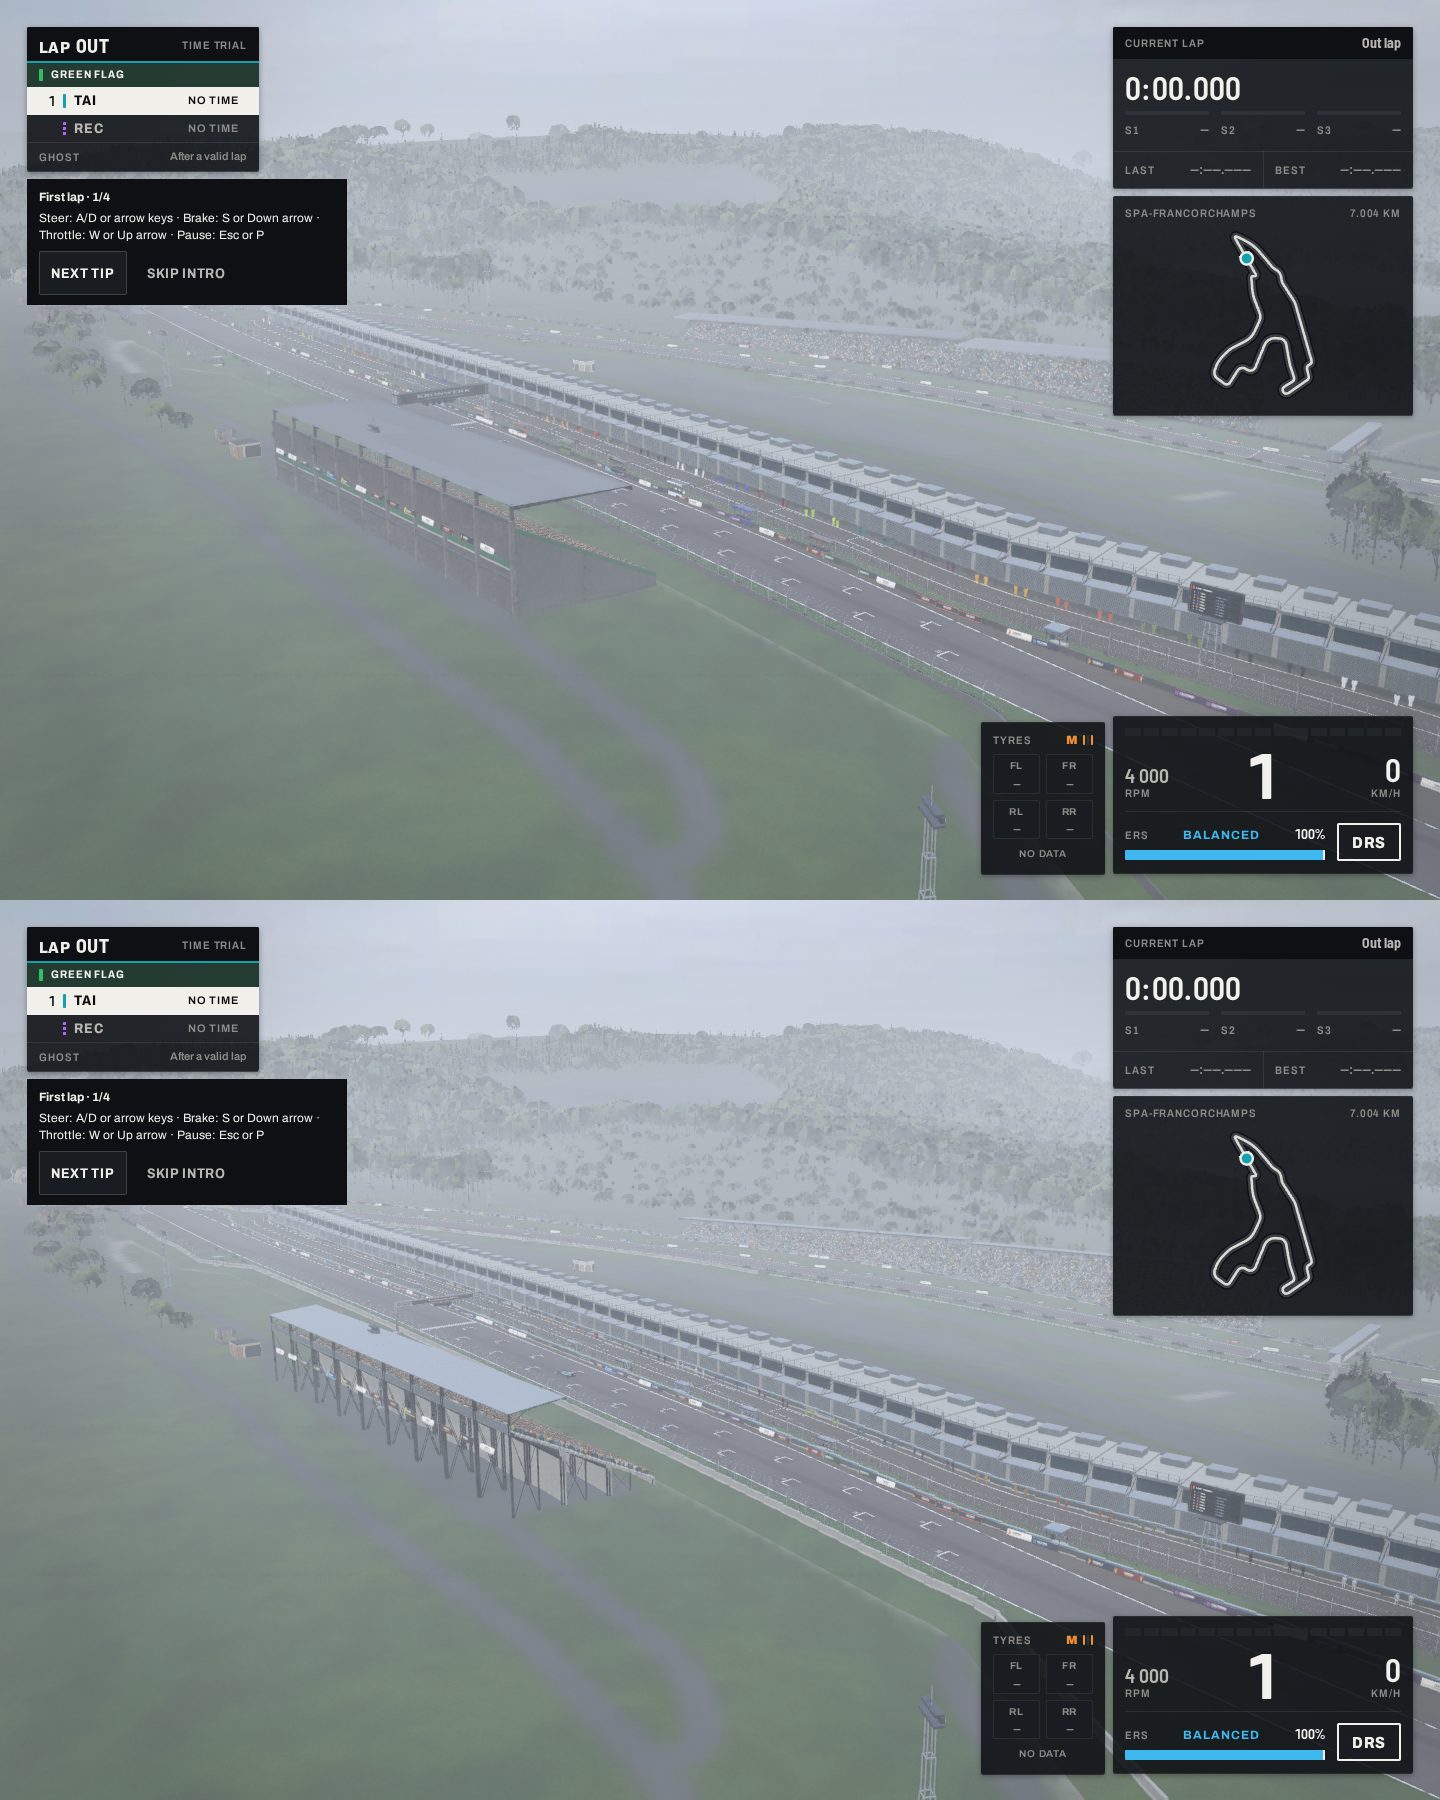 LAP OUT TIME TRIAL
GREEN FLAG
1 TAI NO TIME
REC NO TIME
GHOST After a valid lap
First lap · 1/4
Steer: A/D or arrow keys · Brake: S or Down arrow ·
Throttle: W or Up arrow · Pause: Esc or P
NEXT TIP SKIP INTRO
CURRENT LAP Out lap
0:00.000
S1 – S2 – S3 –
LAST –:––.––– BEST –:––.–––
SPA-FRANCORCHAMPS 7.004 KM
TYRES M
FL FR
– –
RL RR
– –
NO DATA
4 000 1 0
RPM KM/H
ERS BALANCED 100% DRS
LAP OUT TIME TRIAL
GREEN FLAG
1 TAI NO TIME
REC NO TIME
GHOST After a valid lap
First lap · 1/4
Steer: A/D or arrow keys · Brake: S or Down arrow ·
Throttle: W or Up arrow · Pause: Esc or P
NEXT TIP SKIP INTRO
CURRENT LAP Out lap
0:00.000
S1 – S2 – S3 –
LAST –:––.––– BEST –:––.–––
SPA-FRANCORCHAMPS 7.004 KM
TYRES M
FL FR
– –
RL RR
– –
NO DATA
4 000 1 0
RPM KM/H
ERS BALANCED 100% DRS